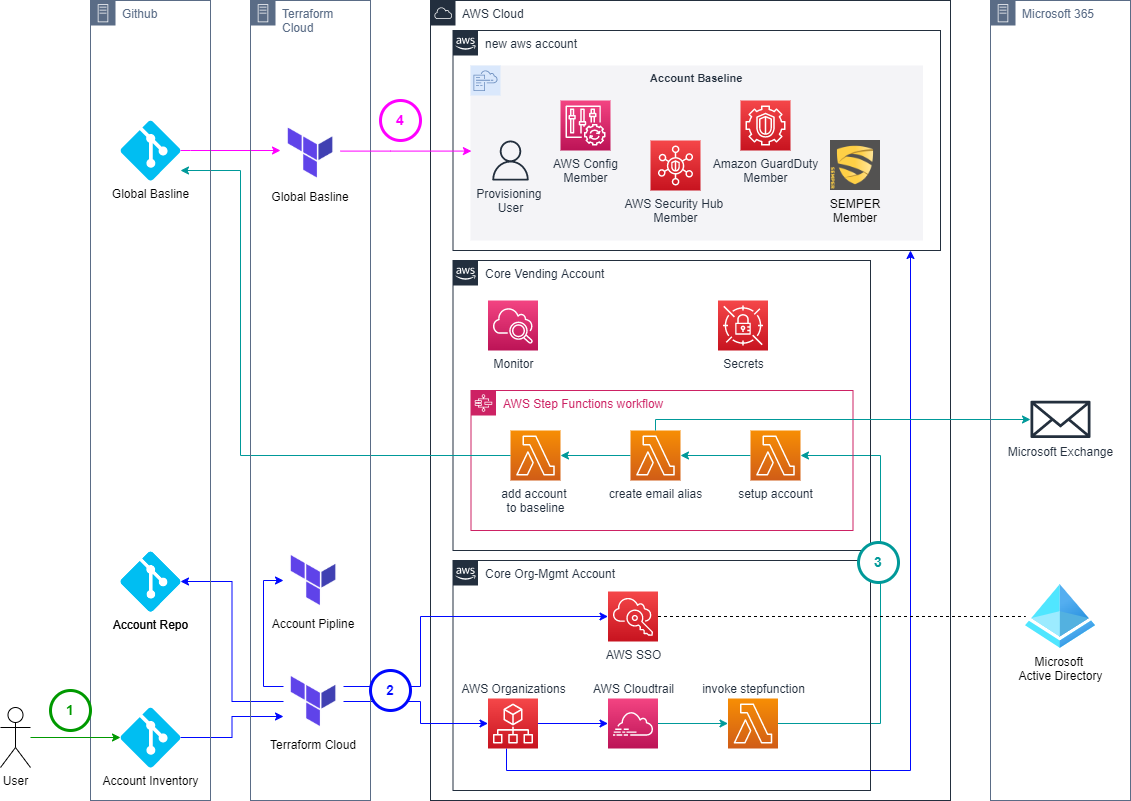 Github
Terraform
Cloud
AWS Cloud
Microsoft 365
aws
new aws account
Account Baseline
4
Global Basline
Global Basline
Provisioning
User
AWS Config
Member
AWS Security Hub
Member
Amazon GuardDuty
Member
SEMPER
SEMPER
Member
aws
Core Vending Account
Monitor
Secrets
AWS Step Functions workflow
add account
to baseline
create email alias
setup account
Microsoft Exchange
3
aws
Core Org-Mgmt Account
Account Repo
Account Pipline
AWS SSO
Microsoft
Active Directory
1
2
AWS Organizations
AWS Cloudtrail
invoke stepfunction
User
Account Inventory
Terraform Cloud